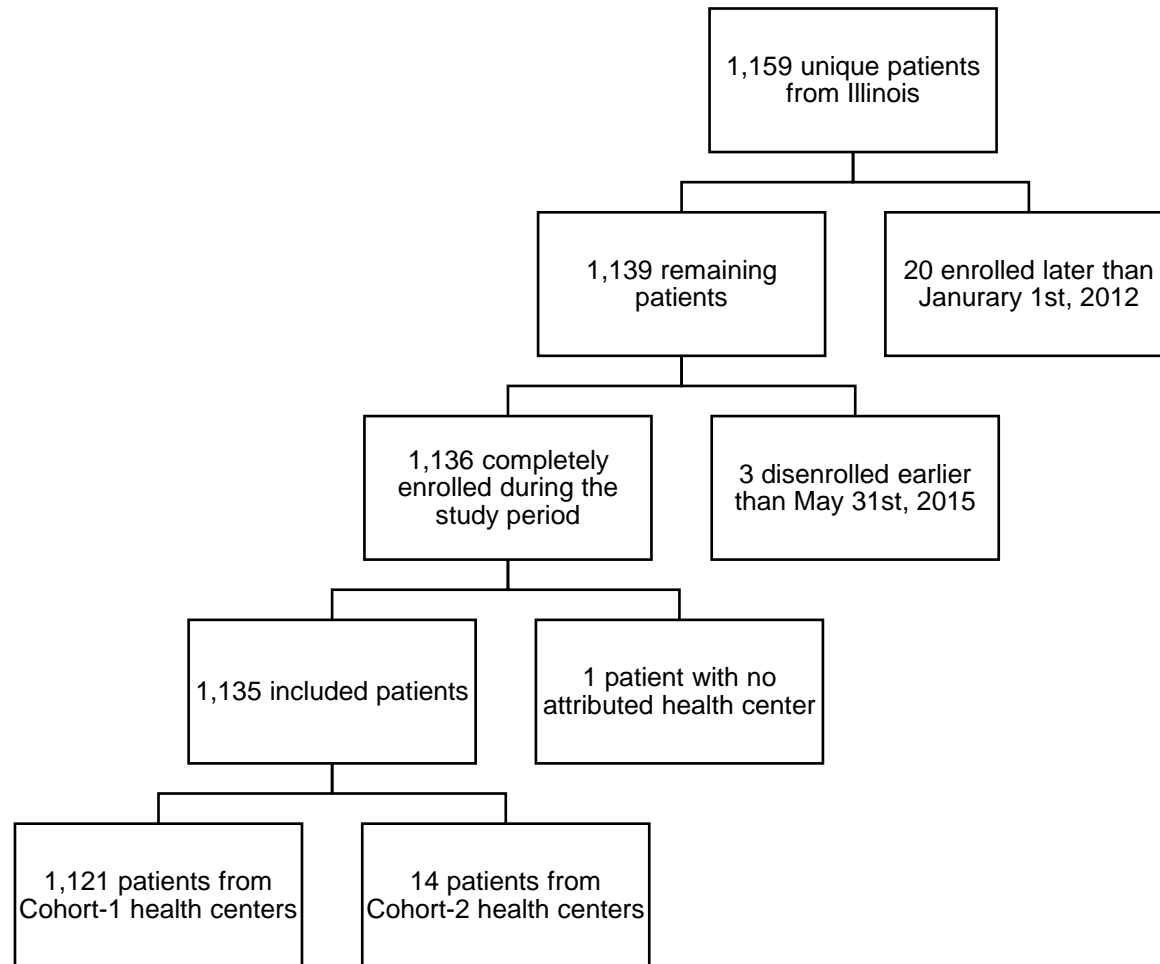 1,159 unique patients
from Illinois
1,139 remaining
patients
20 enrolled later than
Janurary 1st, 2012
1,136 completely
enrolled during the
study period
3 disenrolled earlier
than May 31st, 2015
1,135 included patients
1 patient with no
attributed health center
1,121 patients from
Cohort-1 health centers
14 patients from
Cohort-2 health centers